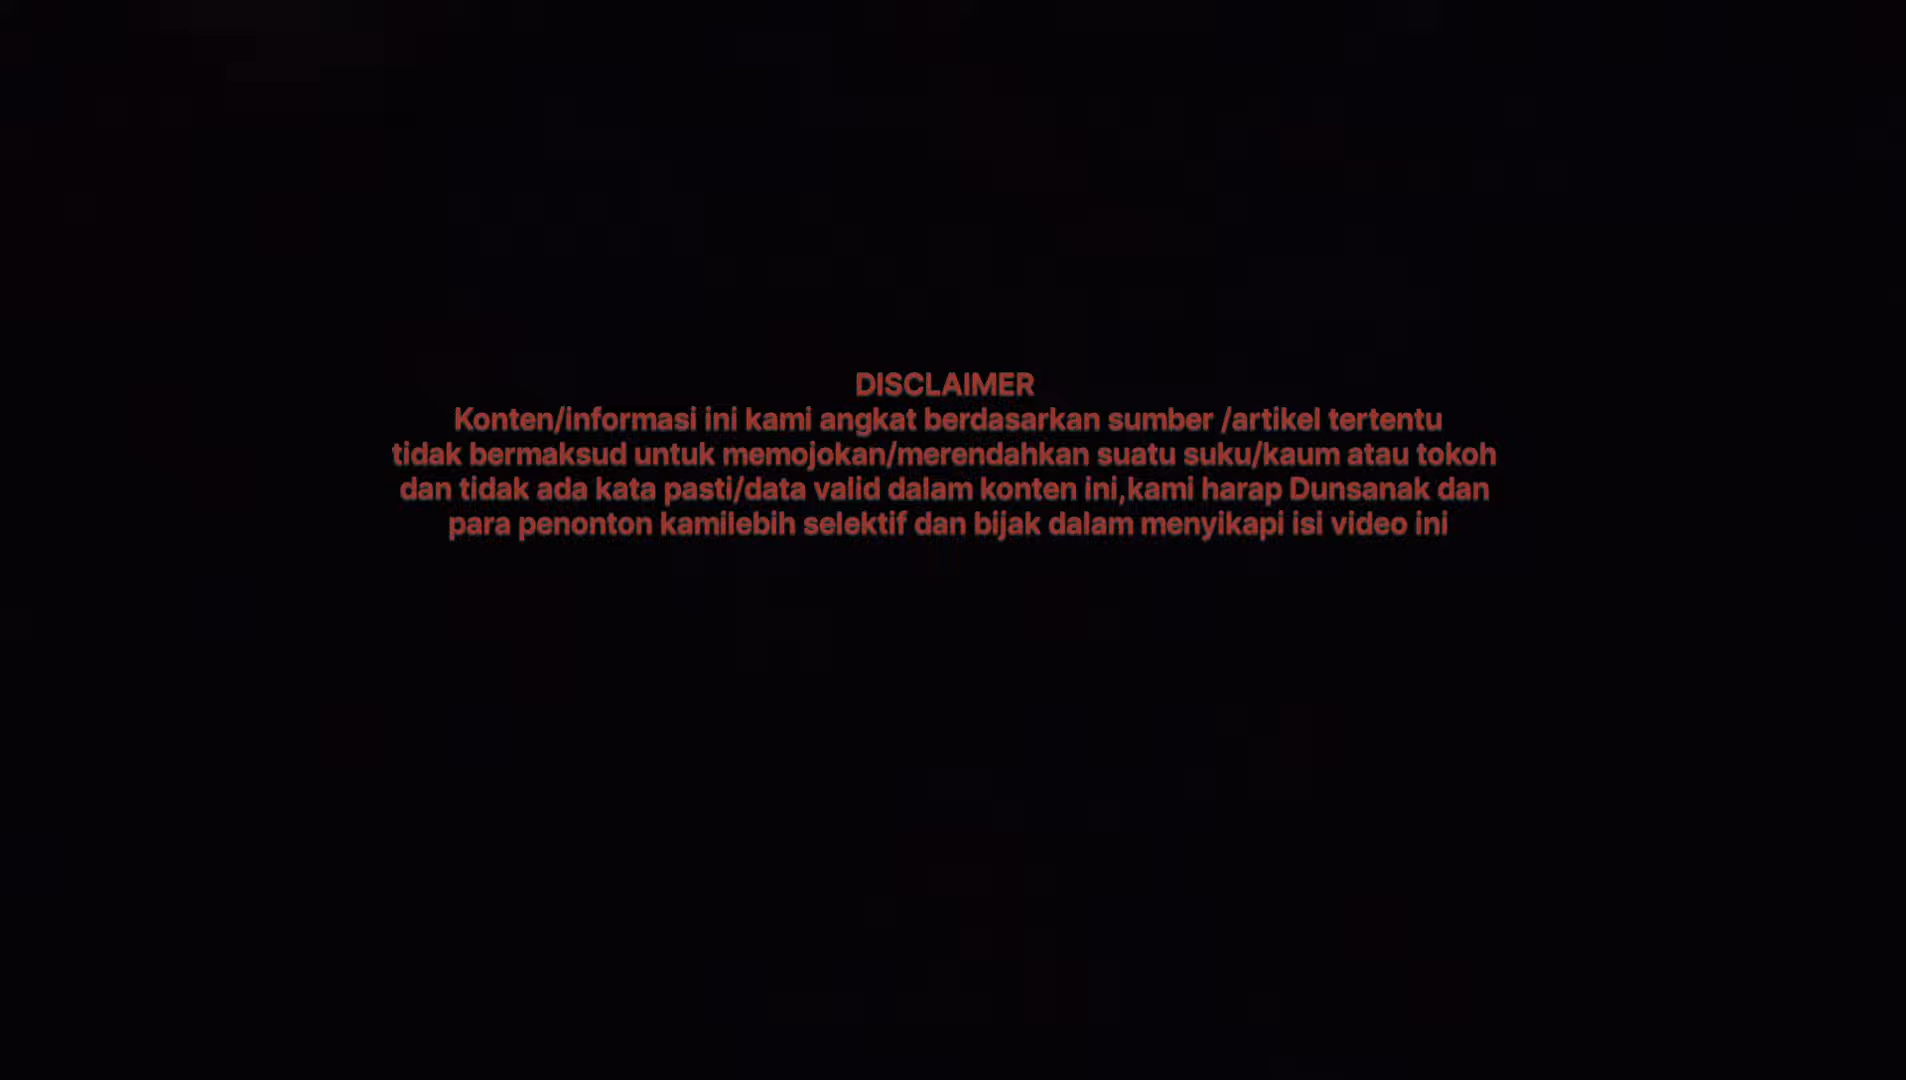 DISCLAIMER
Konten/informasi ini kami angkat berdasarkan sumber /artikel tertentu
tidak bermaksud untuk memojokan/merendahkan suatu suku/kaum atau tokoh
dan tidak ada kata pasti/data valid dalam konten ini,kami harap Dunsanak dan
para penonton kamilebih selektif dan bijak dalam menyikapi isi video ini